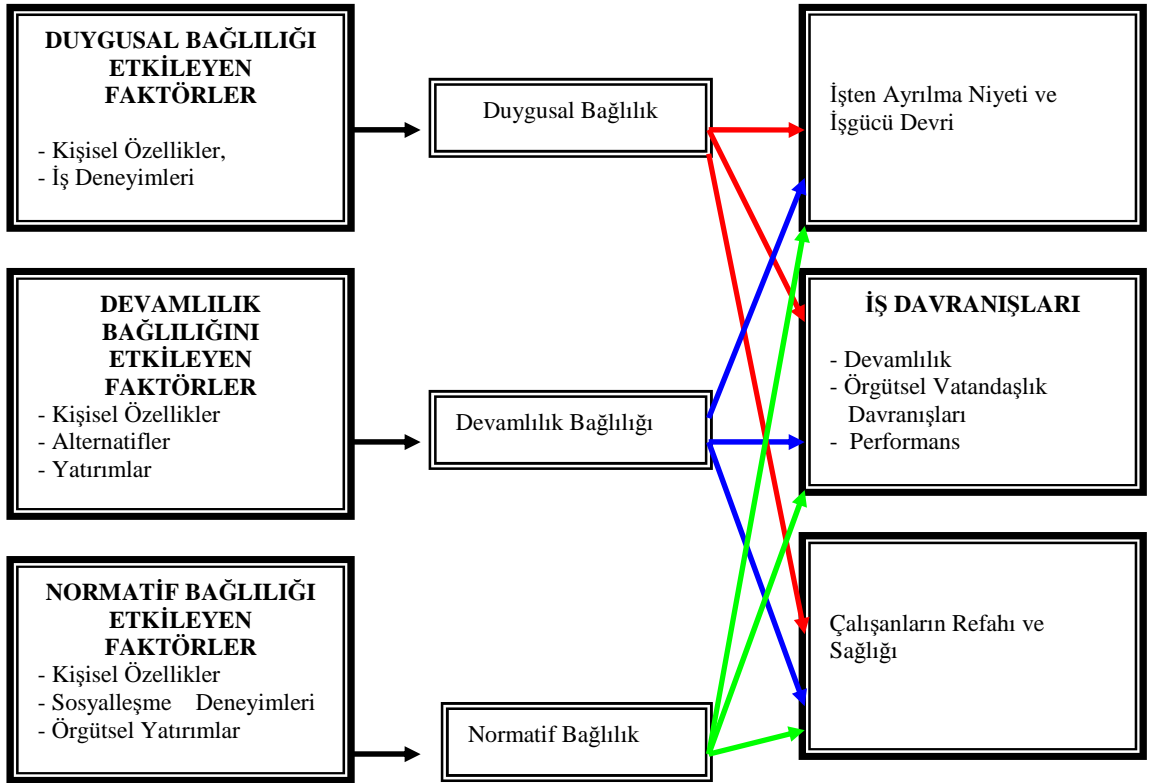 DUYGUSAL BAĞLILIĞI
ETKİLEYEN
FAKTÖRLER
- Kişisel Özellikler,
- İş Deneyimleri
Duygusal Bağlılık
İşten Ayrılma Niyeti ve
İşgücü Devri
DEVAMLILIK
BAĞLILIĞINI
ETKİLEYEN
FAKTÖRLER
- Kişisel Özellikler
- Alternatifler
- Yatırımlar
Devamlılık Bağlılığı
İŞ DAVRANIŞLARI
- Devamlılık
- Örgütsel Vatandaşlık
Davranışları
- Performans
NORMATİF BAĞLILIĞI
ETKİLEYEN
FAKTÖRLER
- Kişisel Özellikler
- Sosyalleşme Deneyimleri
- Örgütsel Yatırımlar
Normatif Bağlılık
Çalışanların Refahı ve
Sağlığı